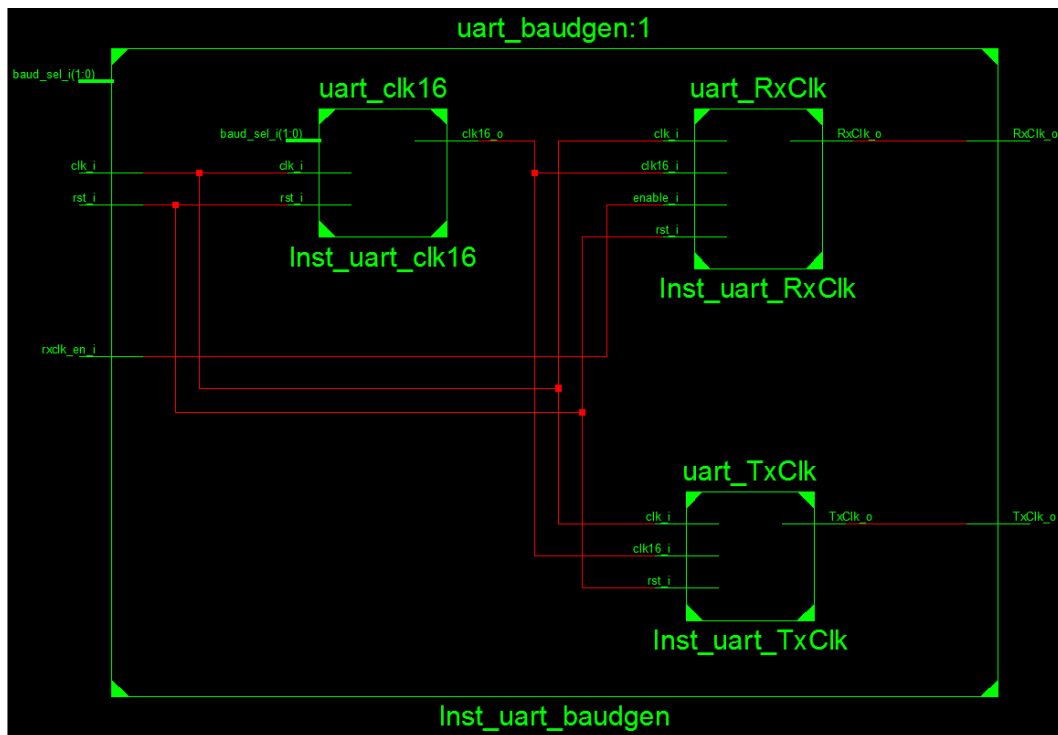 uart_baudgen:1
baud_sel_i(1:0)
uart_clk16
uart_RxClk
baud_sel_i(1:0)
clk16_o
clk_i
RxClk_o
RxClk_o
clk_i
clk_i
clk16_i
rst_i
rst_i
enable_i
rst_i
Inst_uart_clk16
Inst_uart_RxClk
rxclk_en_i
uart_TxClk
clk_i
TxClk_o
TxClk_o
clk16_i
rst_i
Inst_uart_TxClk
Inst_uart_baudgen